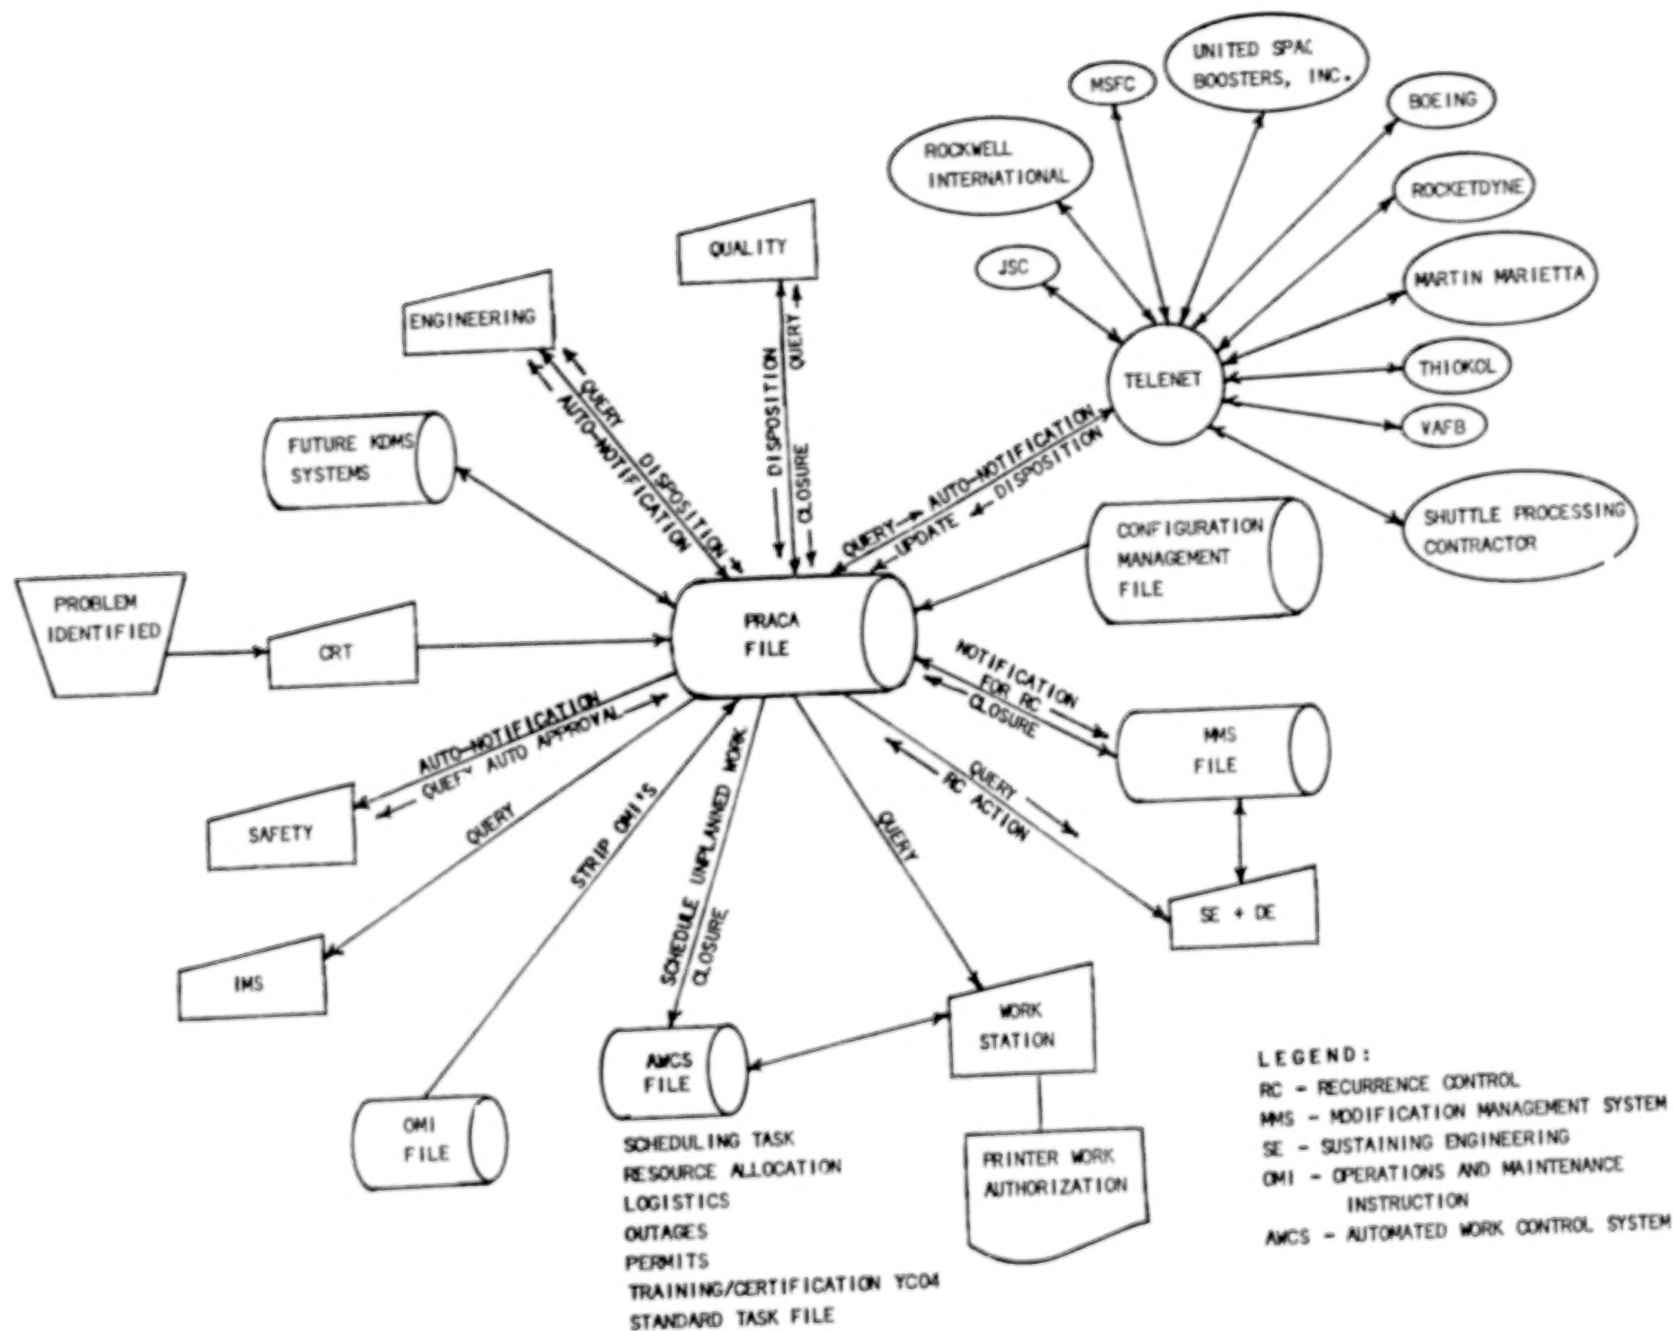 UNITED SPAC
BOOSTERS, INC.
MSFC
BOEING
ROCKWELL
INTERNATIONAL
ROCKETDYNE
QUALITY
JSC
MARTIN MARIETTA
ENGINEERING
TELENET
THIOKOL
VAFB
QUERY
DISPOSITION
AUTO-NOTIFICATION
DISPOSITION
QUERY
CLOSURE
QUERY
AUTO-NOTIFICATION
UPDATE
DISPOSITION
FUTURE KDMS
SYSTEMS
SHUTTLE PROCESSING
CONTRACTOR
CONFIGURATION
MANAGEMENT
FILE
PROBLEM
IDENTIFIED
CRT
PRACA
FILE
NOTIFICATION
FOR RC
CLOSURE
MMS
FILE
AUTO-NOTIFICATION
QUERY AUTO APPROVAL
SAFETY
QUERY
STRIP OMI'S
SCHEDULE UNPLANNED WORK
CLOSURE
QUERY
QUERY
RC ACTION
SE + DE
IMS
WORK
STATION
AWCS
FILE
OMI
FILE
PRINTER WORK
AUTHORIZATION
SCHEDULING TASK
RESOURCE ALLOCATION
LOGISTICS
OUTAGES
PERMITS
TRAINING/CERTIFICATION YC04
STANDARD TASK FILE
LEGEND:
RC - RECURRENCE CONTROL
MMS - MODIFICATION MANAGEMENT SYSTEM
SE - SUSTAINING ENGINEERING
OMI - OPERATIONS AND MAINTENANCE
INSTRUCTION
AWCS - AUTOMATED WORK CONTROL SYSTEM